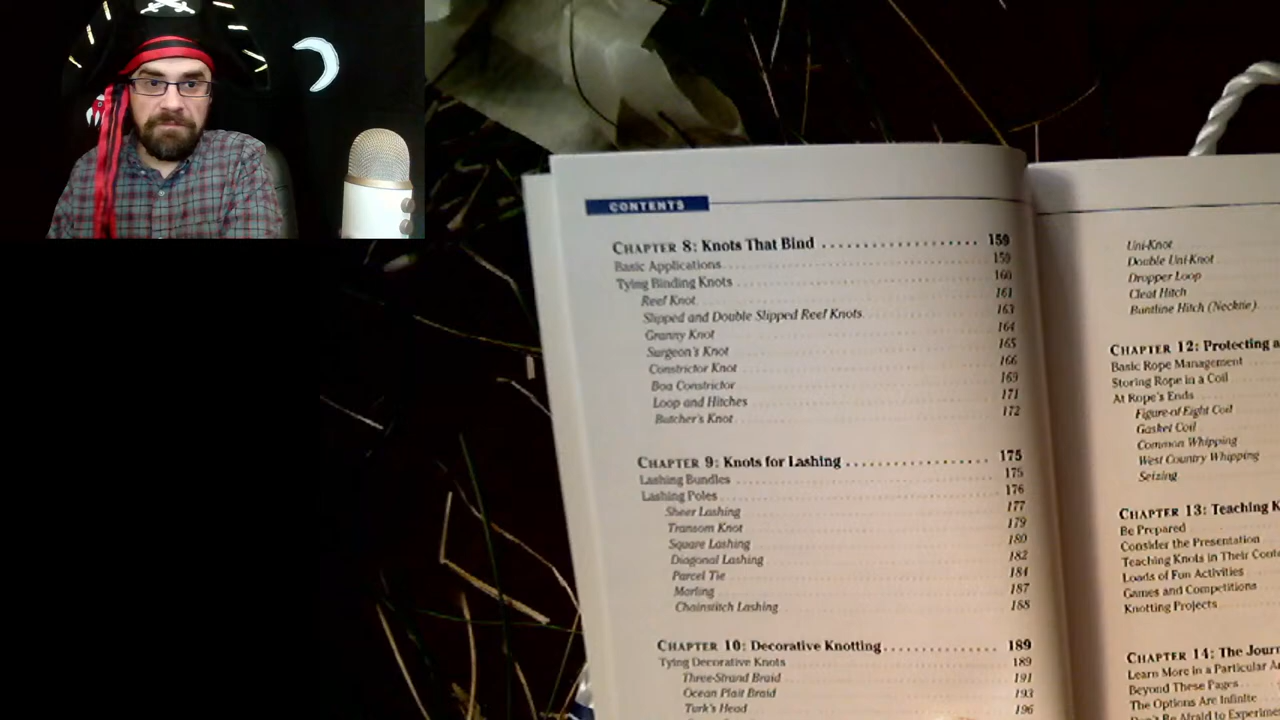 CONTENTS
CHAPTER 8: Knots That Bind 159
Basic Applications 159
Tying Binding Knots 160
Reef Knot 161
Slipped and Double Slipped Reef Knots 163
Granny Knot 164
Surgeon's Knot 165
Constrictor Knot 166
Boa Constrictor 169
Loop and Hitches 171
Butcher's Knot 172
CHAPTER 9: Knots for Lashing 175
Lashing Bundles 175
Lashing Poles 176
Sheer Lashing 177
Transom Knot 179
Square Lashing 180
Diagonal Lashing 182
Parcel Tie 184
Marling 187
Chainstitch Lashing 188
CHAPTER 10: Decorative Knotting 189
Tying Decorative Knots 189
Three-Strand Braid 191
Ocean Plait Braid 193
Turk's Head 196
Uni-Knot
Double Uni-Knot
Dropper Loop
Cleat Hitch
Buntline Hitch (Necktie)
CHAPTER 12: Protecting a
Basic Rope Management
Storing Rope in a Coil
At Rope's Ends
Figure-of-Eight Coil
Gasket Coil
Common Whipping
West Country Whipping
Seizing
CHAPTER 13: Teaching K
Be Prepared
Consider the Presentation
Teaching Knots in Their Conte
Loads of Fun Activities
Games and Competitions
Knotting Projects
CHAPTER 14: The Journ
Learn More in a Particular A
Beyond These Pages
The Options Are Infinite